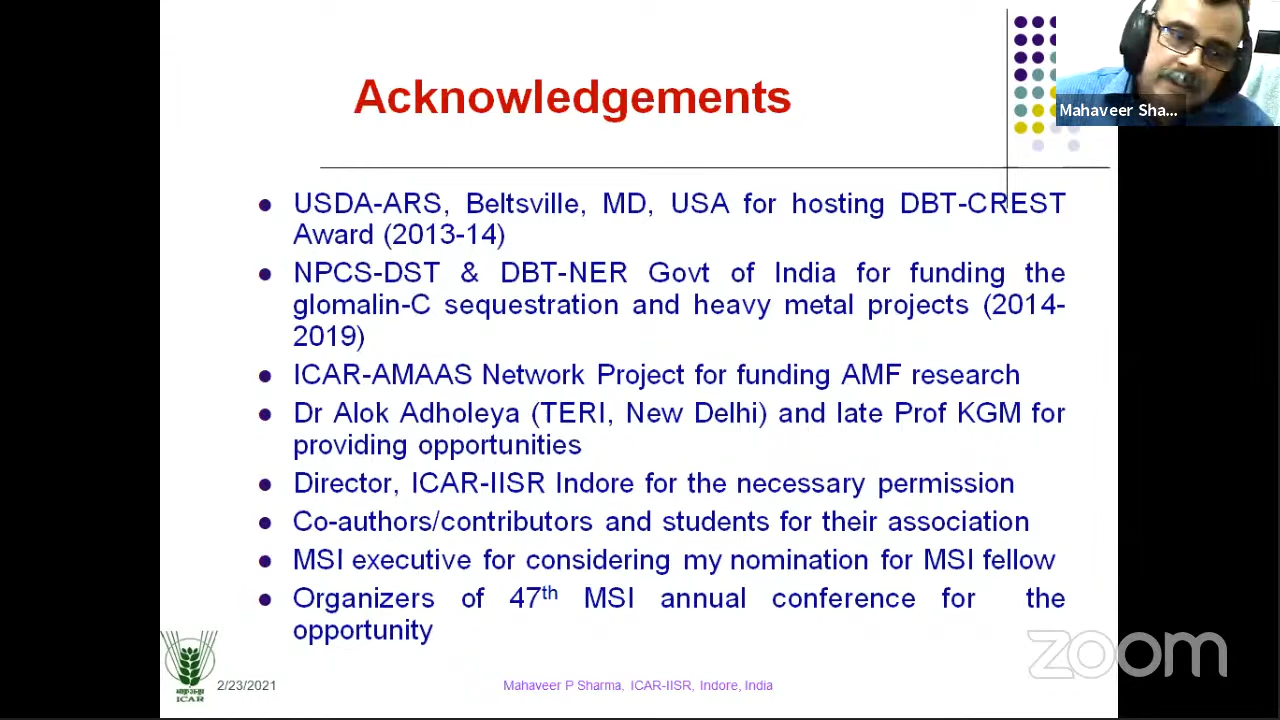 Acknowledgements
Mahaveer Sha...
USDA-ARS, Beltsville, MD, USA for hosting DBT-CREST
Award (2013-14)
NPCS-DST & DBT-NER Govt of India for funding the
glomalin-C sequestration and heavy metal projects (2014-
2019)
ICAR-AMAAS Network Project for funding AMF research
Dr Alok Adholeya (TERI, New Delhi) and late Prof KGM for
providing opportunities
Director, ICAR-IISR Indore for the necessary permission
Co-authors/contributors and students for their association
MSI executive for considering my nomination for MSI fellow
Organizers of 47th MSI annual conference for the
opportunity
zoom
ICAR
2/23/2021
Mahaveer P Sharma, ICAR-IISR, Indore, India